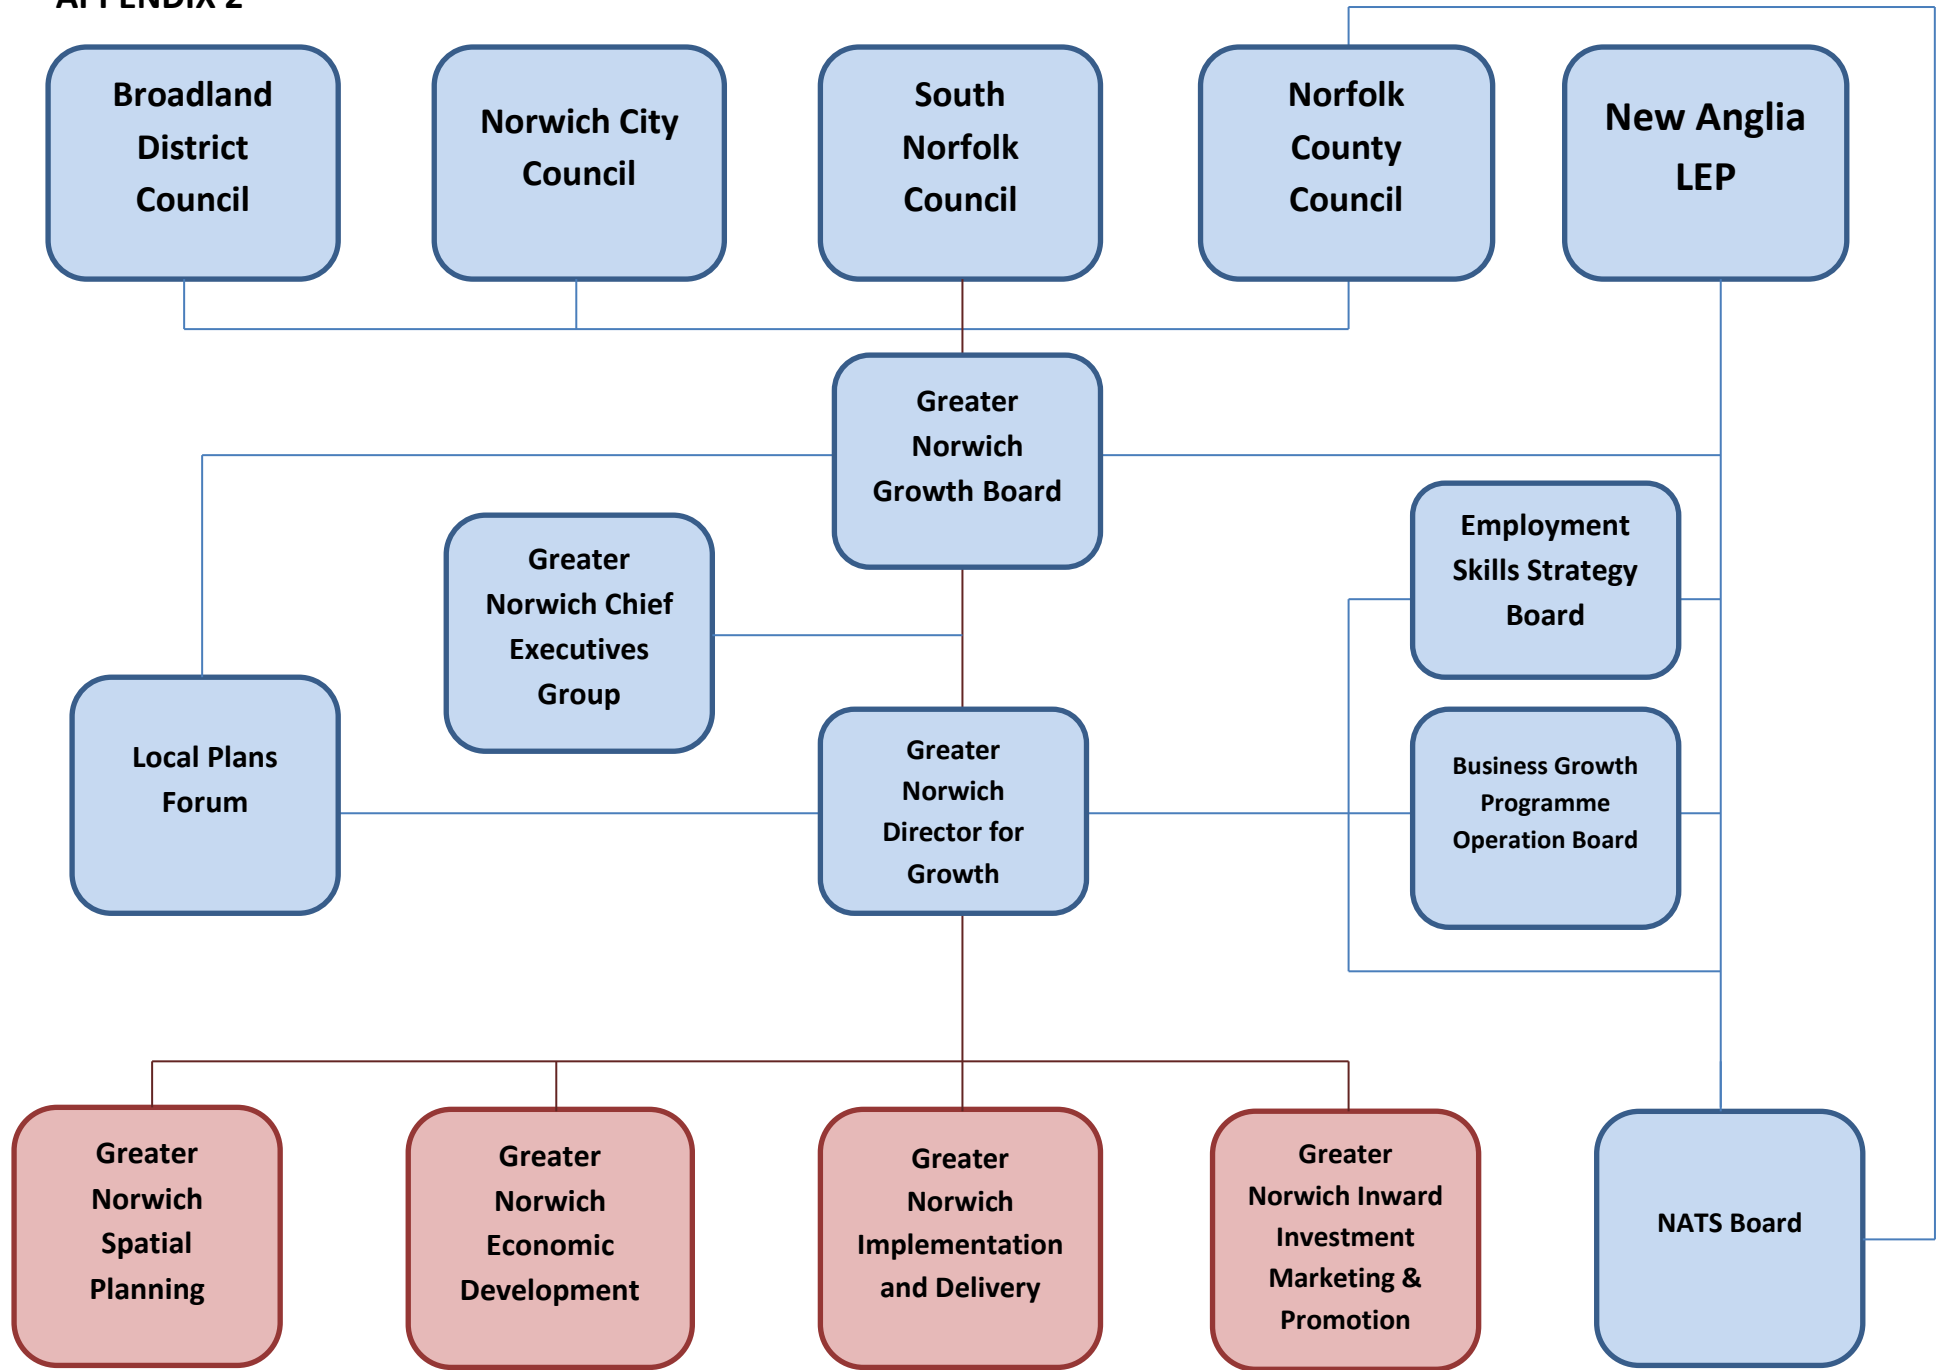 APPENDIX 2
Broadland
District
Council
Norwich City
Council
South
Norfolk
Council
Norfolk
County
Council
New Anglia
LEP
Greater
Norwich
Growth Board
Greater
Norwich Chief
Executives
Group
Employment
Skills Strategy
Board
Local Plans
Forum
Greater
Norwich
Director for
Growth
Business Growth
Programme
Operation Board
Greater
Norwich
Spatial
Planning
Greater
Norwich
Economic
Development
Greater
Norwich
Implementation
and Delivery
Greater
Norwich Inward
Investment
Marketing &
Promotion
NATS Board